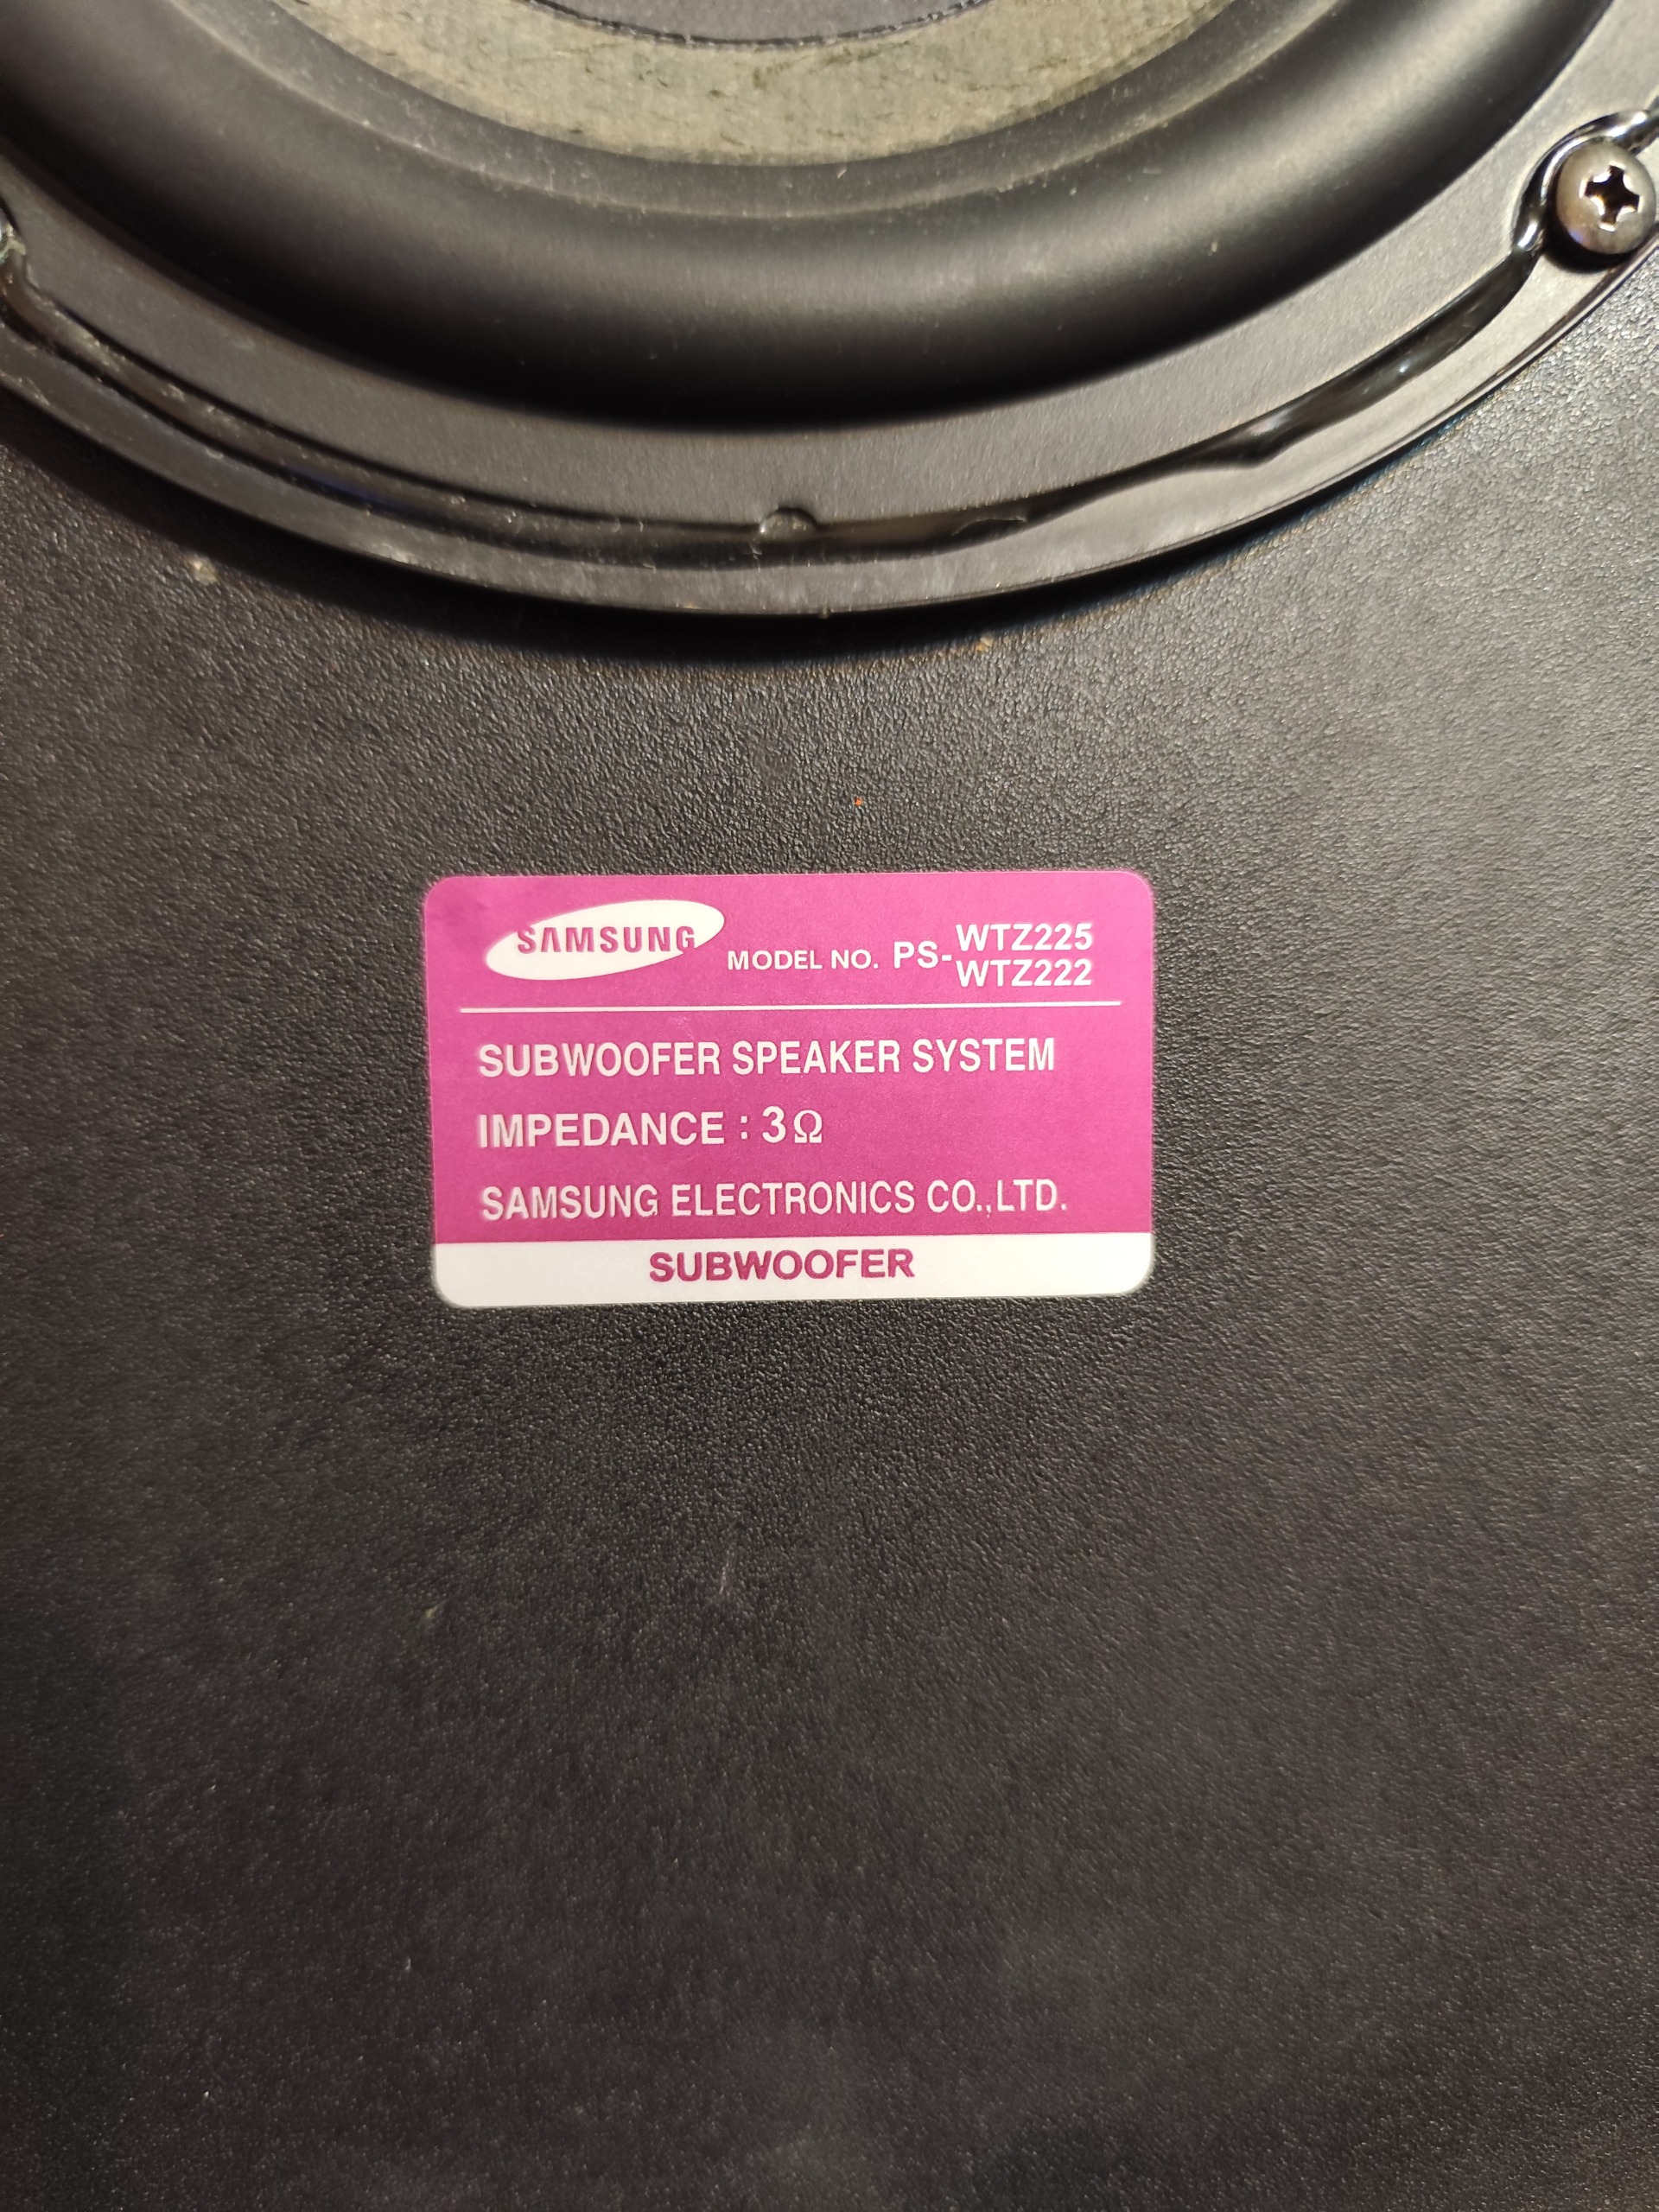 SAMSUNG MODEL NO. PS-WTZ225
WTZ222
SUBWOOFER SPEAKER SYSTEM
IMPEDANCE : 3Ω
SAMSUNG ELECTRONICS CO.,LTD.
SUBWOOFER